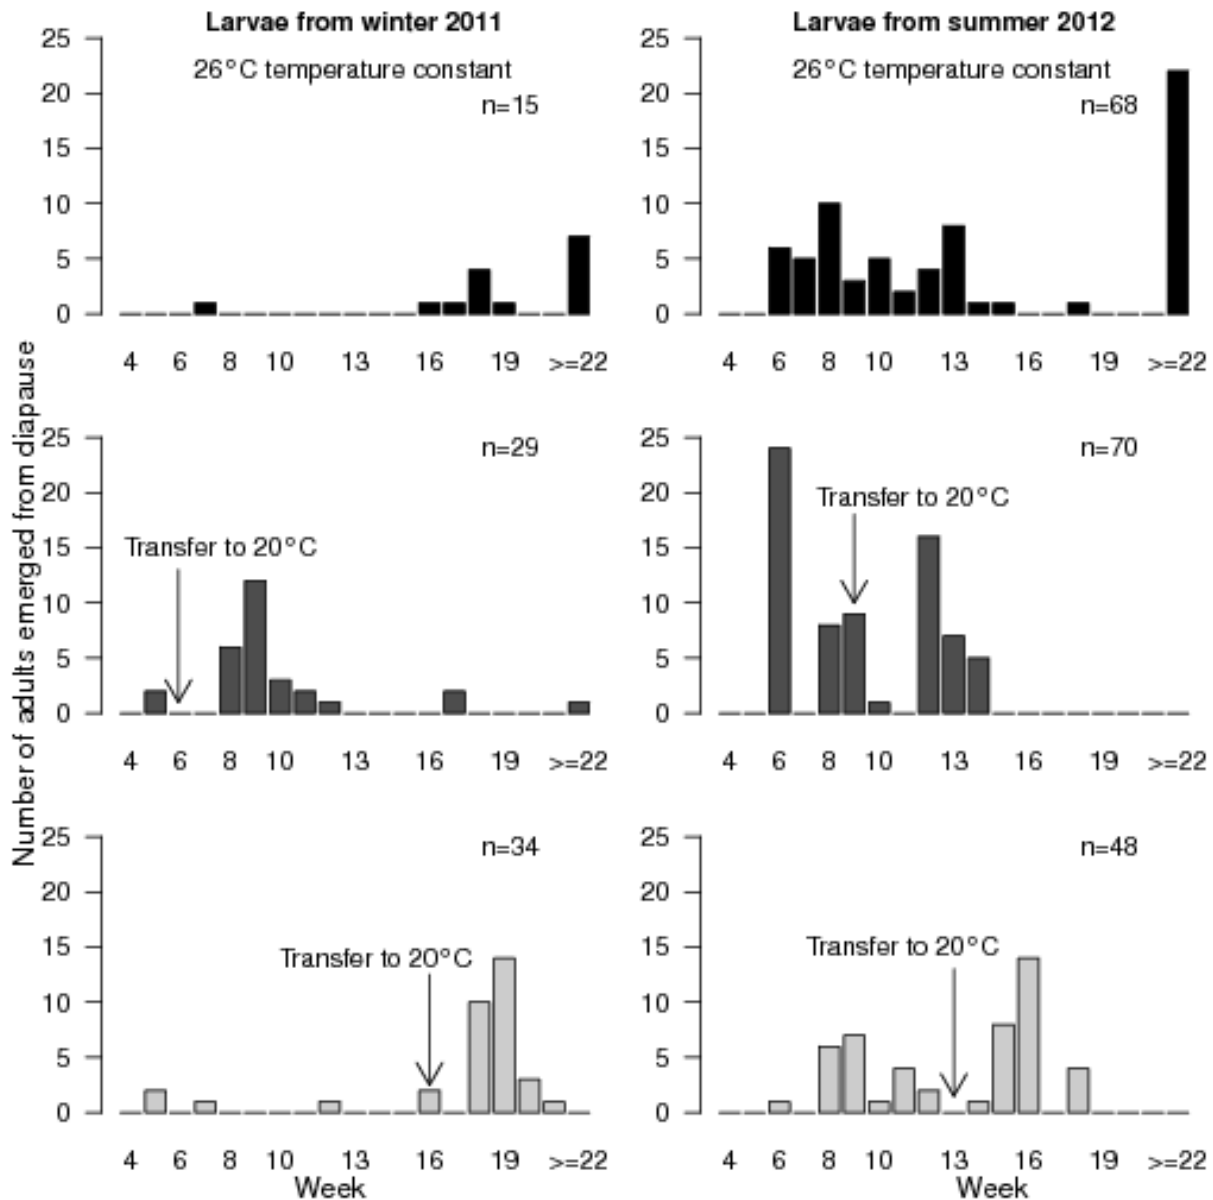 Larvae from winter 2011
Larvae from summer 2012
Number of adults emerged from diapause
25
20
15
10
5
0
26°C temperature constant
n=15
4 6 8 10 13 16 19 >=22
25
20
15
10
5
0
26°C temperature constant
n=68
4 6 8 10 13 16 19 >=22
25
20
15
10
5
0
n=29
Transfer to 20°C
4 6 8 10 13 16 19 >=22
25
20
15
10
5
0
n=70
Transfer to 20°C
4 6 8 10 13 16 19 >=22
25
20
15
10
5
0
n=34
Transfer to 20°C
4 6 8 10 13 16 19 >=22
Week
25
20
15
10
5
0
n=48
Transfer to 20°C
4 6 8 10 13 16 19 >=22
Week